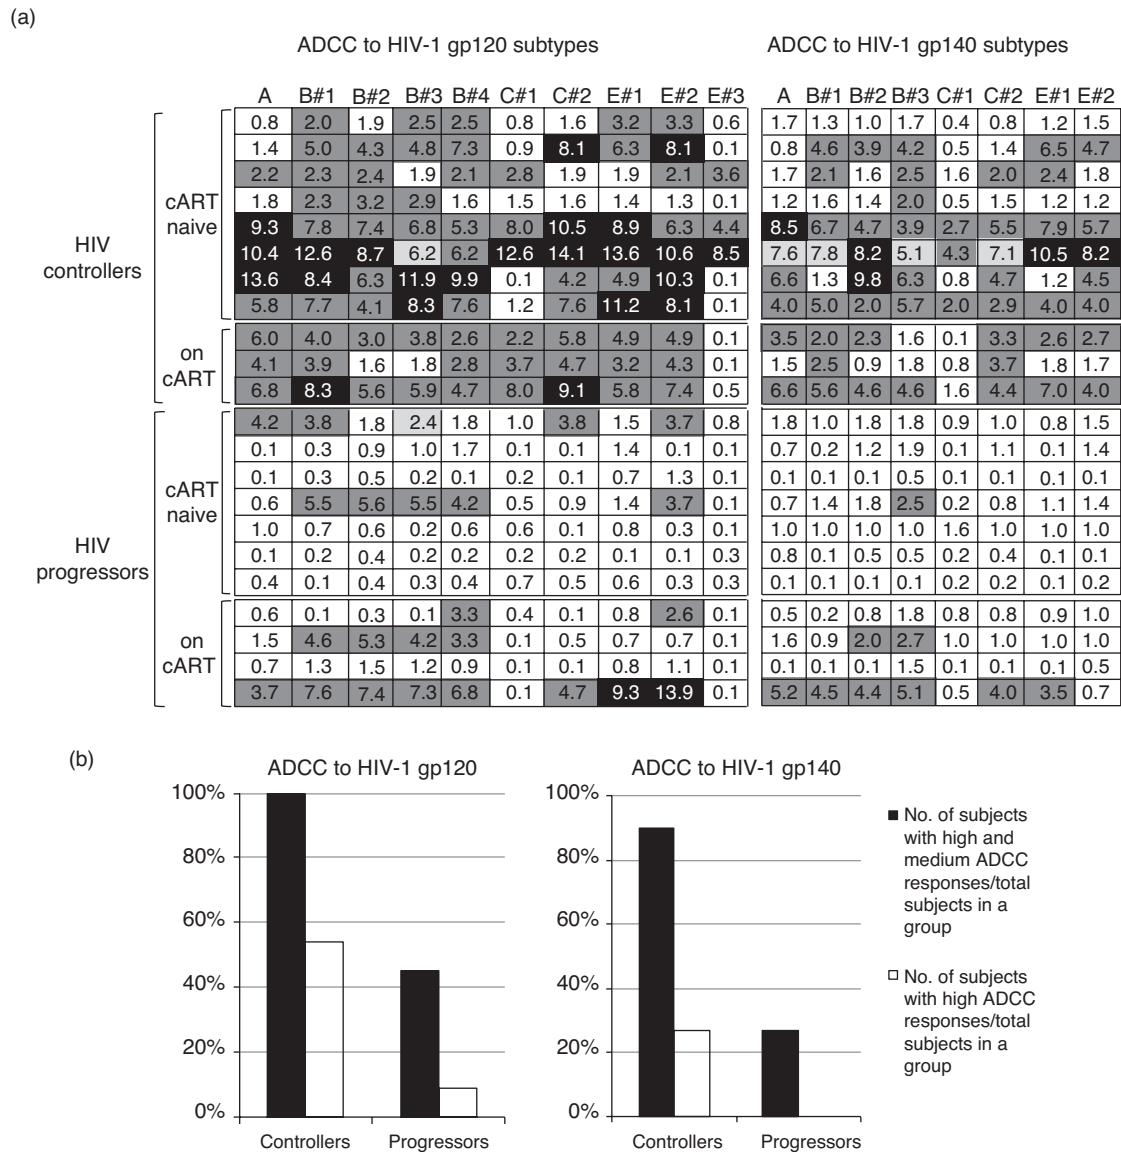 (a)
ADCC to HIV-1 gp120 subtypes ADCC to HIV-1 gp140 subtypes
A B#1 B#2 B#3 B#4 C#1 C#2 E#1 E#2 E#3 A B#1 B#2 B#3 C#1 C#2 E#1 E#2
HIV controllers
cART naive
0.8 2.0 1.9 2.5 2.5 0.8 1.6 3.2 3.3 0.6 1.7 1.3 1.0 1.7 0.4 0.8 1.2 1.5
1.4 5.0 4.3 4.8 7.3 0.9 8.1 6.3 8.1 0.1 0.8 4.6 3.9 4.2 0.5 1.4 6.5 4.7
2.2 2.3 2.4 1.9 2.1 2.8 1.9 1.9 2.1 3.6 1.7 2.1 1.6 2.5 1.6 2.0 2.4 1.8
1.8 2.3 3.2 2.9 1.6 1.5 1.6 1.4 1.3 0.1 1.2 1.6 1.4 2.0 0.5 1.5 1.2 1.2
9.3 7.8 7.4 6.8 5.3 8.0 10.5 8.9 6.3 4.4 8.5 6.7 4.7 3.9 2.7 5.5 7.9 5.7
10.4 12.6 8.7 6.2 6.2 12.6 14.1 13.6 10.6 8.5 7.6 7.8 8.2 5.1 4.3 7.1 10.5 8.2
13.6 8.4 6.3 11.9 9.9 0.1 4.2 4.9 10.3 0.1 6.6 1.3 9.8 6.3 0.8 4.7 1.2 4.5
5.8 7.7 4.1 8.3 7.6 1.2 7.6 11.2 8.1 0.1 4.0 5.0 2.0 5.7 2.0 2.9 4.0 4.0
on cART
6.0 4.0 3.0 3.8 2.6 2.2 5.8 4.9 4.9 0.1 3.5 2.0 2.3 1.6 0.1 3.3 2.6 2.7
4.1 3.9 1.6 1.8 2.8 3.7 4.7 3.2 4.3 0.1 1.5 2.5 0.9 1.8 0.8 3.7 1.8 1.7
6.8 8.3 5.6 5.9 4.7 8.0 9.1 5.8 7.4 0.5 6.6 5.6 4.6 4.6 1.6 4.4 7.0 4.0
HIV progressors
cART naive
4.2 3.8 1.8 2.4 1.8 1.0 3.8 1.5 3.7 0.8 1.8 1.0 1.8 1.8 0.9 1.0 0.8 1.5
0.1 0.3 0.9 1.0 1.7 0.1 0.1 1.4 0.1 0.1 0.7 0.2 1.2 1.9 0.1 1.1 0.1 1.4
0.1 0.3 0.5 0.2 0.1 0.2 0.1 0.7 1.3 0.1 0.1 0.1 0.1 0.5 0.1 0.1 0.1 0.1
0.6 5.5 5.6 5.5 4.2 0.5 0.9 1.4 3.7 0.1 0.7 1.4 1.8 2.5 0.2 0.8 1.1 1.4
1.0 0.7 0.6 0.2 0.6 0.6 0.1 0.8 0.3 0.1 1.0 1.0 1.0 1.0 1.6 1.0 1.0 1.0
0.1 0.2 0.4 0.2 0.2 0.2 0.2 0.1 0.1 0.3 0.8 0.1 0.5 0.5 0.2 0.4 0.1 0.1
0.4 0.1 0.4 0.3 0.4 0.7 0.5 0.6 0.3 0.3 0.1 0.1 0.1 0.1 0.2 0.2 0.1 0.2
on cART
0.6 0.1 0.3 0.1 3.3 0.4 0.1 0.8 2.6 0.1 0.5 0.2 0.8 1.8 0.8 0.8 0.9 1.0
1.5 4.6 5.3 4.2 3.3 0.1 0.5 0.7 0.7 0.1 1.6 0.9 2.0 2.7 1.0 1.0 1.0 1.0
0.7 1.3 1.5 1.2 0.9 0.1 0.1 0.8 1.1 0.1 0.1 0.1 0.1 1.5 0.1 0.1 0.1 0.5
3.7 7.6 7.4 7.3 6.8 0.1 4.7 9.3 13.9 0.1 5.2 4.5 4.4 5.1 0.5 4.0 3.5 0.7
(b)
ADCC to HIV-1 gp120
100%
80%
60%
40%
20%
0%
Controllers Progressors
ADCC to HIV-1 gp140
100%
80%
60%
40%
20%
0%
Controllers Progressors
No. of subjects
with high and
medium ADCC
responses/total
subjects in a
group
No. of subjects
with high ADCC
responses/total
subjects in a
group